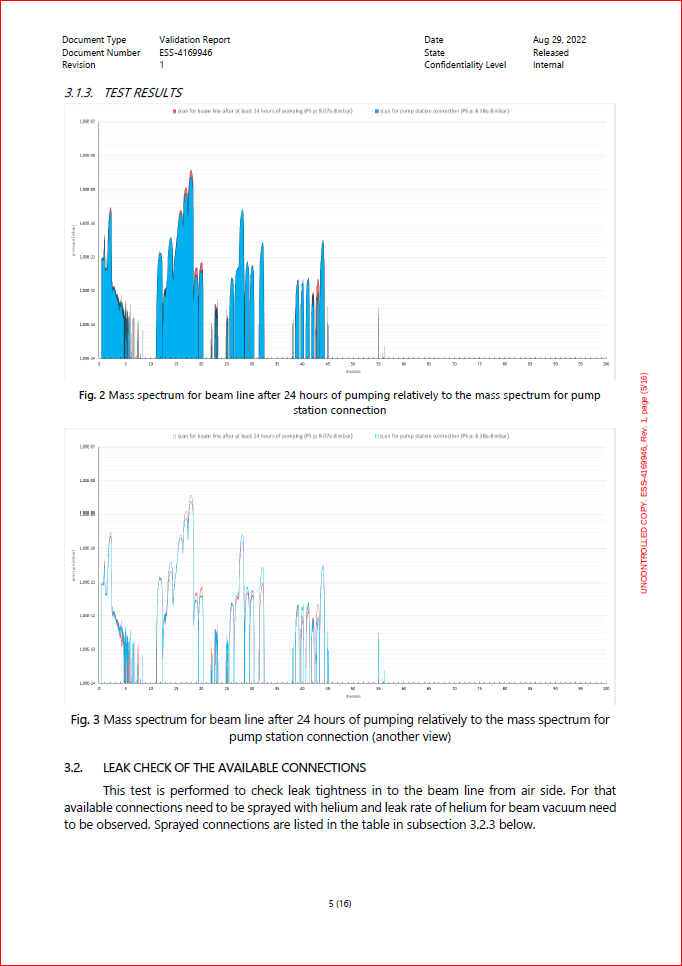 Document Type Validation Report Date Aug 29, 2022
Document Number ESS-4169946 State Released
Revision 1 Confidentiality Level Internal
3.1.3. TEST RESULTS
scan for beam line after at least 24 hours of pumping (P5 p: 9.07e-8 mbar) scan for pump station connection (P5 p: 8.38e-8 mbar)
1.00E-07
1.00E-08
1.00E-09
1.00E-10
1.00E-11
1.00E-12
1.00E-13
1.00E-14
pressure [mbar]
0 5 10 15 20 25 30 35 40 45 50 55 60 65 70 75 80 85 90 95 100
masses
Fig. 2 Mass spectrum for beam line after 24 hours of pumping relatively to the mass spectrum for pump
station connection
scan for beam line after at least 24 hours of pumping (P5 p: 9.07e-8 mbar) scan for pump station connection (P5 p: 8.38e-8 mbar)
1.00E-07
1.00E-08
1.00E-09
1.00E-10
1.00E-11
1.00E-12
1.00E-13
1.00E-14
pressure [mbar]
0 5 10 15 20 25 30 35 40 45 50 55 60 65 70 75 80 85 90 95 100
masses
Fig. 3 Mass spectrum for beam line after 24 hours of pumping relatively to the mass spectrum for
pump station connection (another view)
3.2. LEAK CHECK OF THE AVAILABLE CONNECTIONS
This test is performed to check leak tightness in to the beam line from air side. For that
available connections need to be sprayed with helium and leak rate of helium for beam vacuum need
to be observed. Sprayed connections are listed in the table in subsection 3.2.3 below.
5 (16)
UNCONTROLLED COPY. ESS-4169946, Rev. 1, page (5/16)